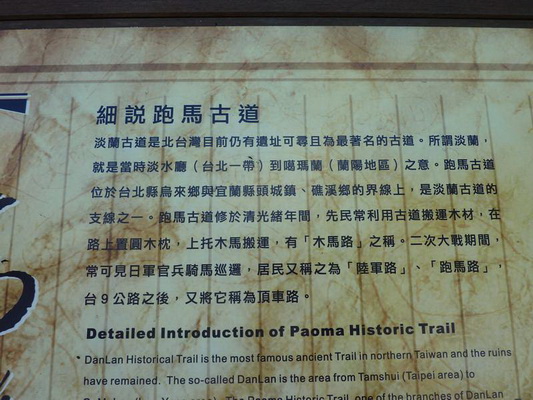 細說跑馬古道
淡蘭古道是北台灣目前仍有遺址可尋且為最著名的古道。所謂淡蘭，
就是當時淡水廳（台北一帶）到噶瑪蘭（蘭陽地區）之意。跑馬古道
位於台北縣烏來鄉與宜蘭縣頭城鎮、礁溪鄉的界線上，是淡蘭古道的
支線之一。跑馬古道修於清光緒年間，先民常利用古道搬運木材，在
路上置圓木枕，上托木馬搬運，有「木馬路」之稱。二次大戰期間，
常可見日軍官兵騎馬巡邏，居民又稱之為「陸軍路」、「跑馬路」，
台9公路之後，又將它稱為頂車路。
Detailed Introduction of Paoma Historic Trail
DanLan Historical Trail is the most famous ancient Trail in northern Taiwan and the ruins
have remained. The so-called DanLan is the area from Tamshui (Taipei area) to
The Paoma Historic Trail, one of the branches of DanLan